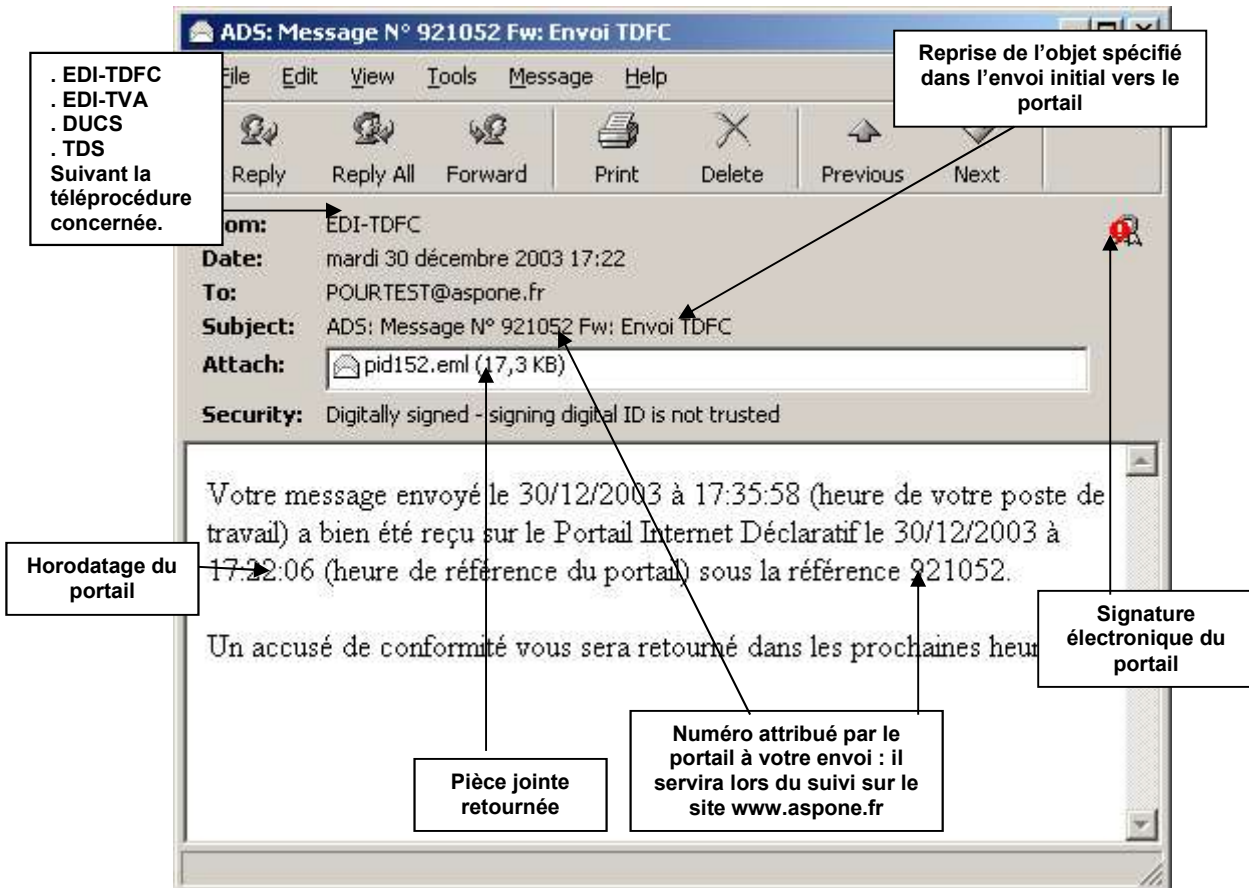 ADS: Message N° 921052 Fw: Envoi TDFC
File Edit View Tools Message Help
Reply Reply All Forward Print Delete Previous Next
. EDI-TDFC
. EDI-TVA
. DUCS
. TDS
Suivant la
téléprocédure
concernée.
Reprise de l'objet spécifié
dans l'envoi initial vers le
portail
EDI-TDFC
Date: mardi 30 décembre 2003 17:22
To: POURTEST@aspone.fr
Subject: ADS: Message N° 921052 Fw: Envoi TDFC
Attach: pid152.eml (17,3 KB)
Security: Digitally signed - signing digital ID is not trusted
Votre message envoyé le 30/12/2003 à 17:35:58 (heure de votre poste de
travail) a bien été reçu sur le Portail Internet Déclaratif le 30/12/2003 à
17:22:06 (heure de référence du portail) sous la référence 921052.
Un accusé de conformité vous sera retourné dans les prochaines
Horodatage du
portail
Signature
électronique du
portail
Pièce jointe
retournée
Numéro attribué par le
portail à votre envoi : il
servira lors du suivi sur le
site www.aspone.fr